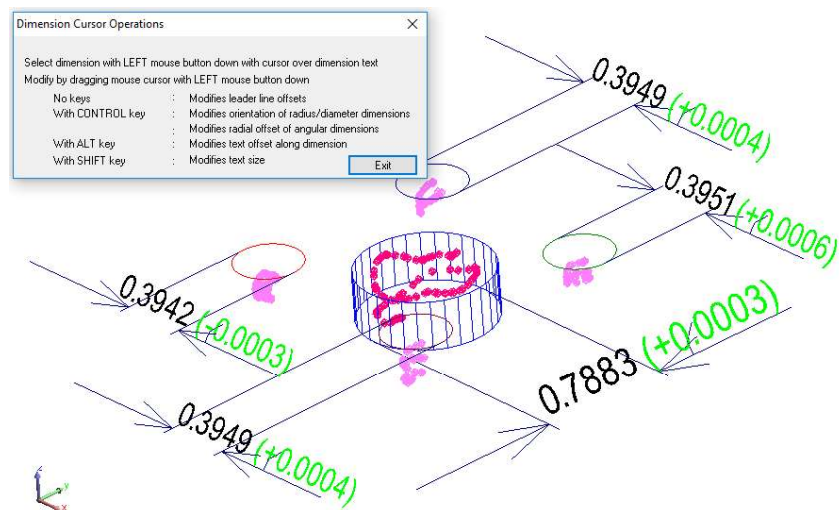 Dimension Cursor Operations
Select dimension with LEFT mouse button down with cursor over dimension text
Modify by dragging mouse cursor with LEFT mouse button down
No keys : Modifies leader line offsets
With CONTROL key : Modifies orientation of radius/diameter dimensions
: Modifies radial offset of angular dimensions
With ALT key : Modifies text offset along dimension
With SHIFT key : Modifies text size
Exit
0.3949 (+0.0004)
0.3951 (+0.0006)
0.3942 (-0.0003)
0.7883 (+0.0003)
0.3949 (+0.0004)
z
y
x